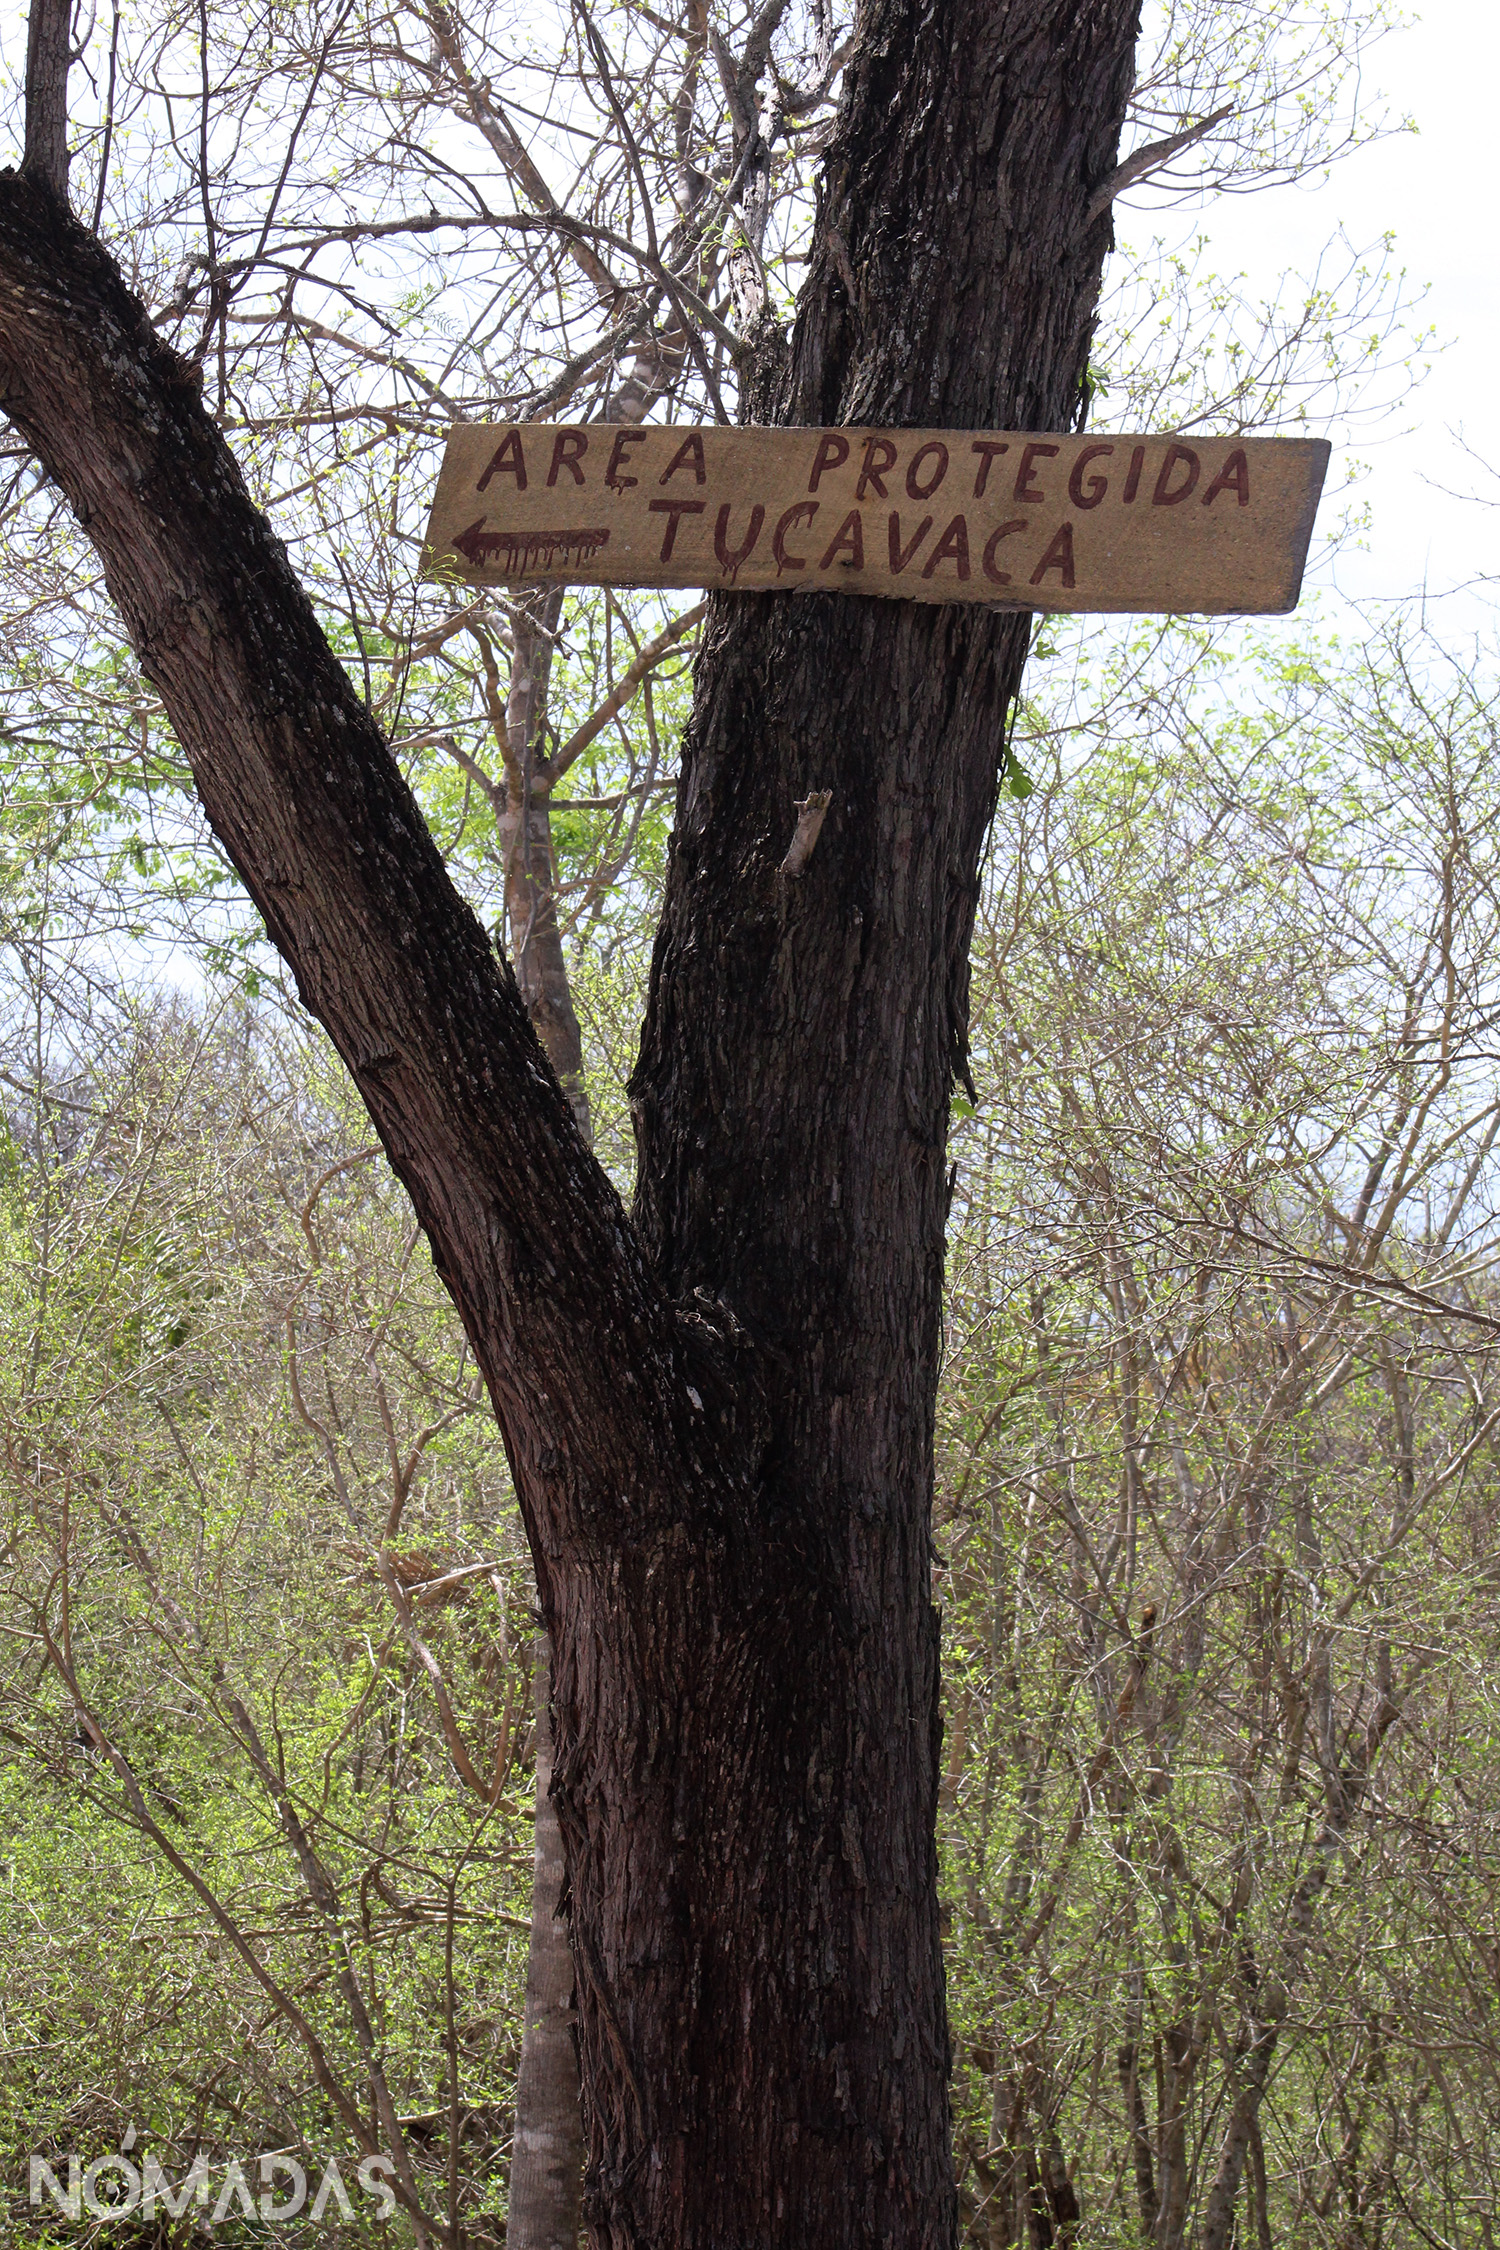 AREA PROTEGIDA
← TUCAVACA
NÓMADAS